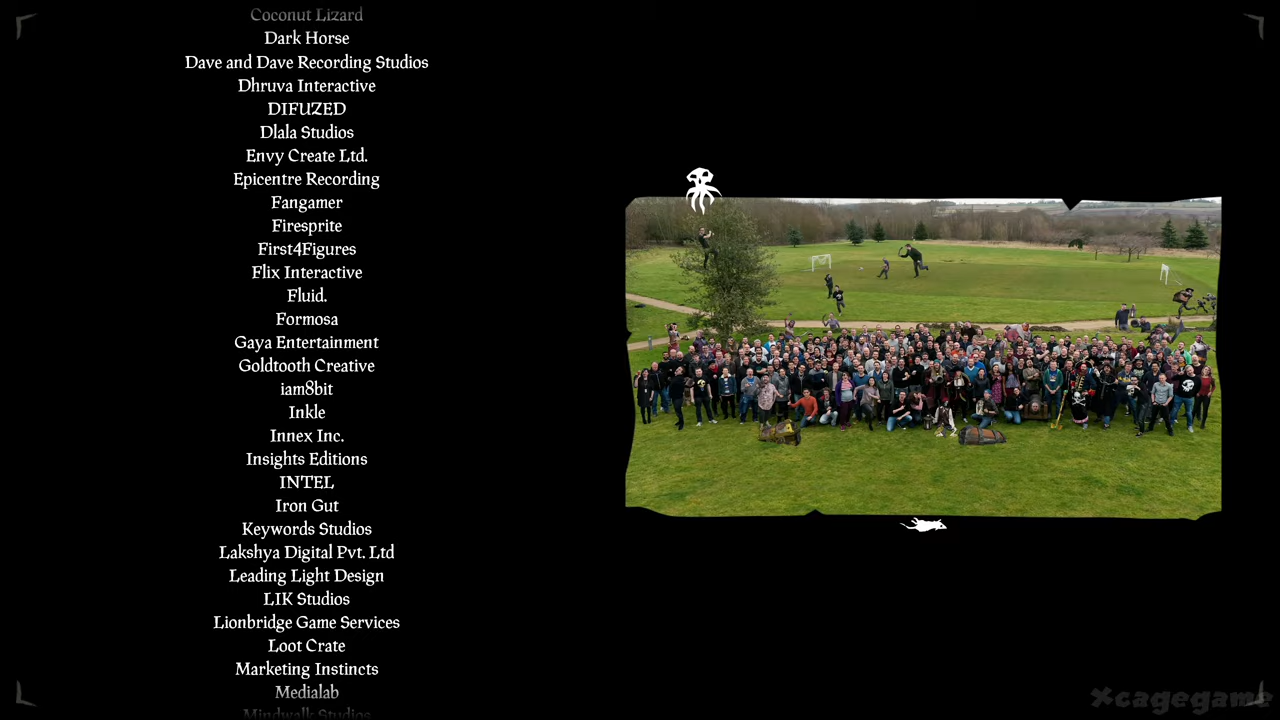 Coconut Lizard
Dark Horse
Dave and Dave Recording Studios
Dhruva Interactive
DIFUZED
Dlala Studios
Envy Create Ltd.
Epicentre Recording
Fangamer
Firesprite
First4Figures
Flix Interactive
Fluid.
Formosa
Gaya Entertainment
Goldtooth Creative
iam8bit
Inkle
Innex Inc.
Insights Editions
INTEL
Iron Gut
Keywords Studios
Lakshya Digital Pvt. Ltd
Leading Light Design
LIK Studios
Lionbridge Game Services
Loot Crate
Marketing Instincts
Medialab
Mindwalk Studios
Xcagegame